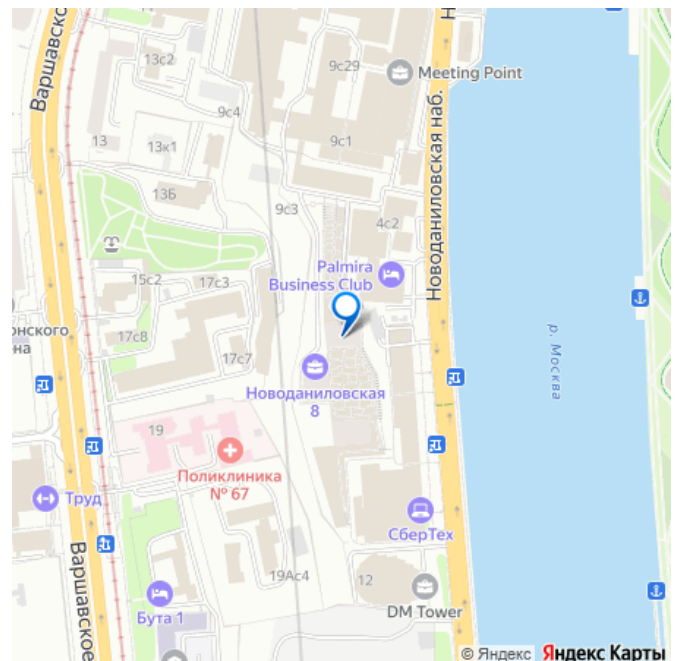 Варшавско
13с2
9с29
Meeting Point
9с4
13
13к1
9с1
13Б
9с3
4с2
Новоданиловская наб.
Palmira
Business Club
15с2
17с3
онского
на
17с8
17с7
р. Москва
Новоданиловская
8
19
Поликлиника
№ 67
Труд
СберТех
Варшавское
19Ас4
12
Бута 1
DM Tower
© Яндекс Яндекс Карты